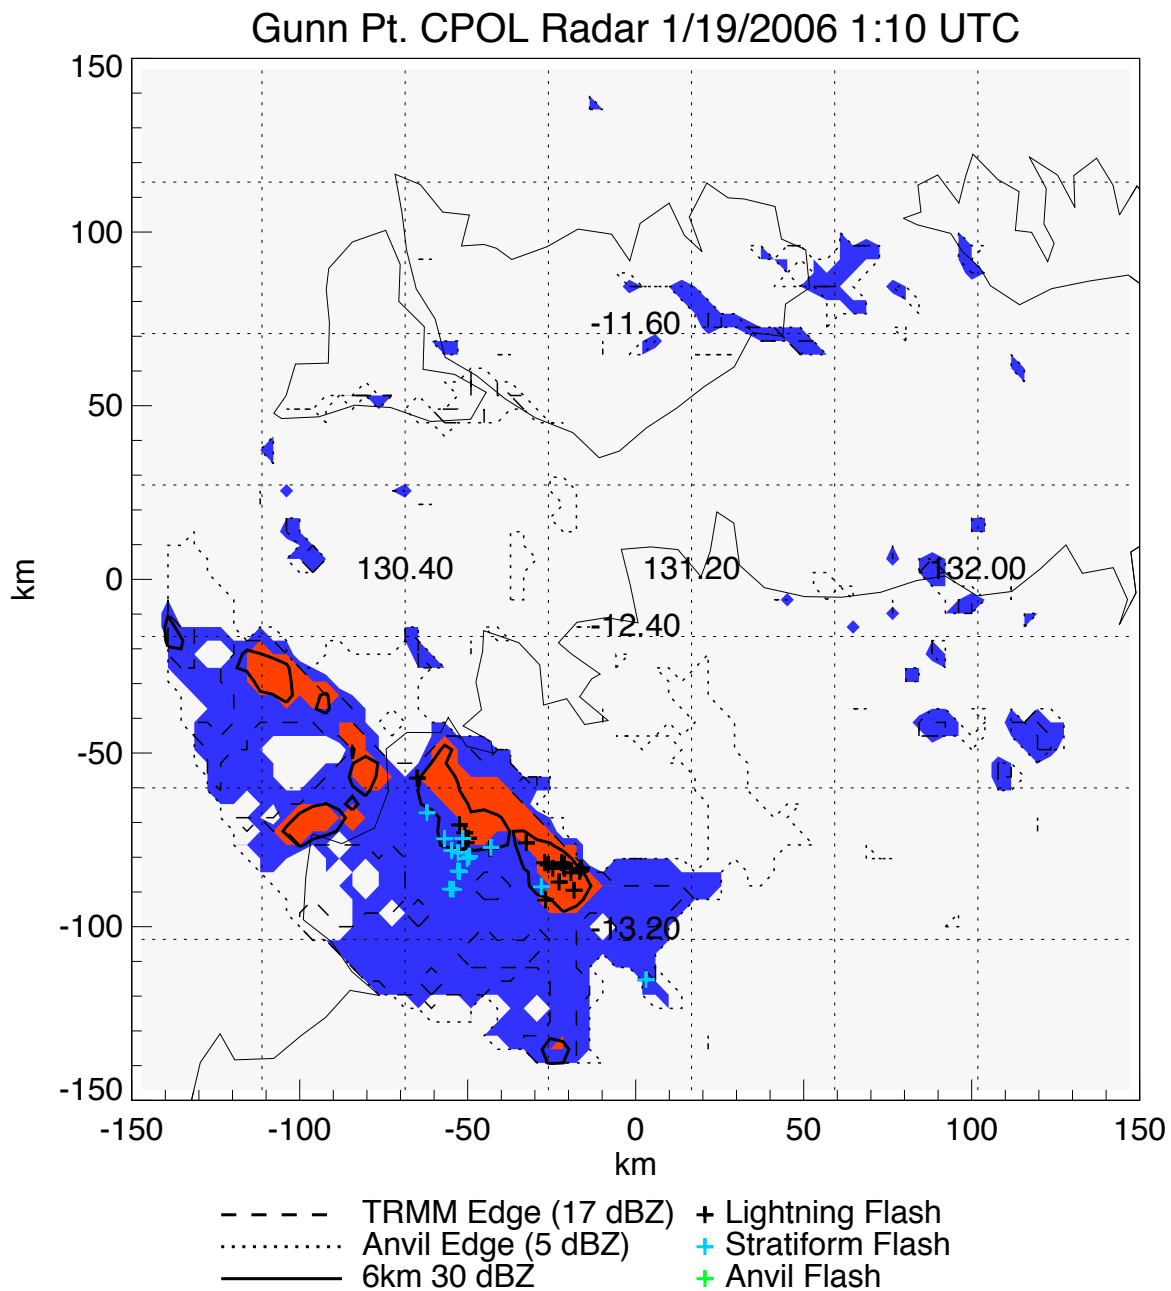 Gunn Pt. CPOL Radar 1/19/2006 1:10 UTC
150
100
-11.60
50
km
0
130.40 131.20 132.00
-12.40
-50
-100
-13.20
-150
-150 -100 -50 0 50 100 150
km
TRMM Edge (17 dBZ) + Lightning Flash
Anvil Edge (5 dBZ) + Stratiform Flash
6km 30 dBZ + Anvil Flash